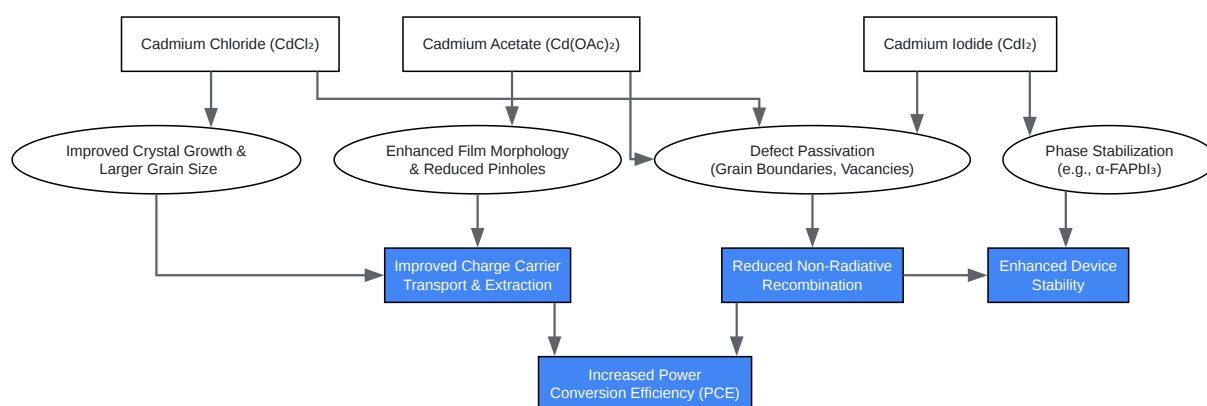 Cadmium Chloride (CdCl₂)
Cadmium Acetate (Cd(OAc)₂)
Cadmium Iodide (CdI₂)
Improved Crystal Growth &
Larger Grain Size
Enhanced Film Morphology
& Reduced Pinholes
Defect Passivation
(Grain Boundaries, Vacancies)
Phase Stabilization
(e.g., α-FAPbI₃)
Improved Charge Carrier
Transport & Extraction
Reduced Non-Radiative
Recombination
Enhanced Device
Stability
Increased Power
Conversion Efficiency (PCE)